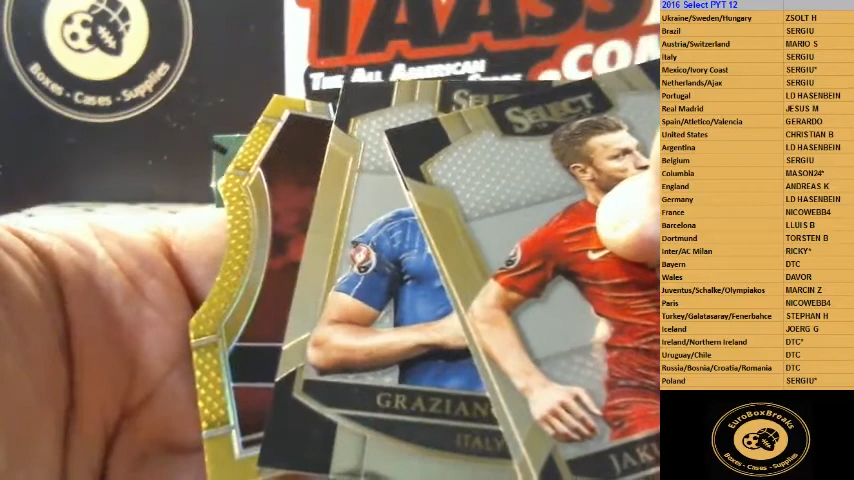 Boxes - Cases - Supplies
TAASS
THE ALL AMERICAN
.COM
SELECT
GRAZIAN
ITALY
JAKU
2016 Select PYT 12
Ukraine/Sweden/Hungary ZSOLT H
Brazil SERGIU
Austria/Switzerland MARIO S
Italy SERGIU
Mexico/Ivory Coast SERGIU*
Netherlands/Ajax SERGIU
Portugal LD HASENBEIN
Real Madrid JESUS M
Spain/Atletico/Valencia GERARDO
United States CHRISTIAN B
Argentina LD HASENBEIN
Belgium SERGIU
Columbia MASON24*
England ANDREAS K
Germany LD HASENBEIN
France NICOWEBB4
Barcelona LLUIS B
Dortmund TORSTEN B
Inter/AC Milan RICKY*
Bayern DTC
Wales DAVOR
Juventus/Schalke/Olympiakos MARCIN Z
Paris NICOWEBB4
Turkey/Galatasaray/Fenerbahce STEPHAN H
Iceland JOERG G
Ireland/Northern Ireland DTC*
Uruguay/Chile DTC
Russia/Bosnia/Croatia/Romania DTC
Poland SERGIU*
EuroBoxBreaks
Boxes - Cases - Supplies